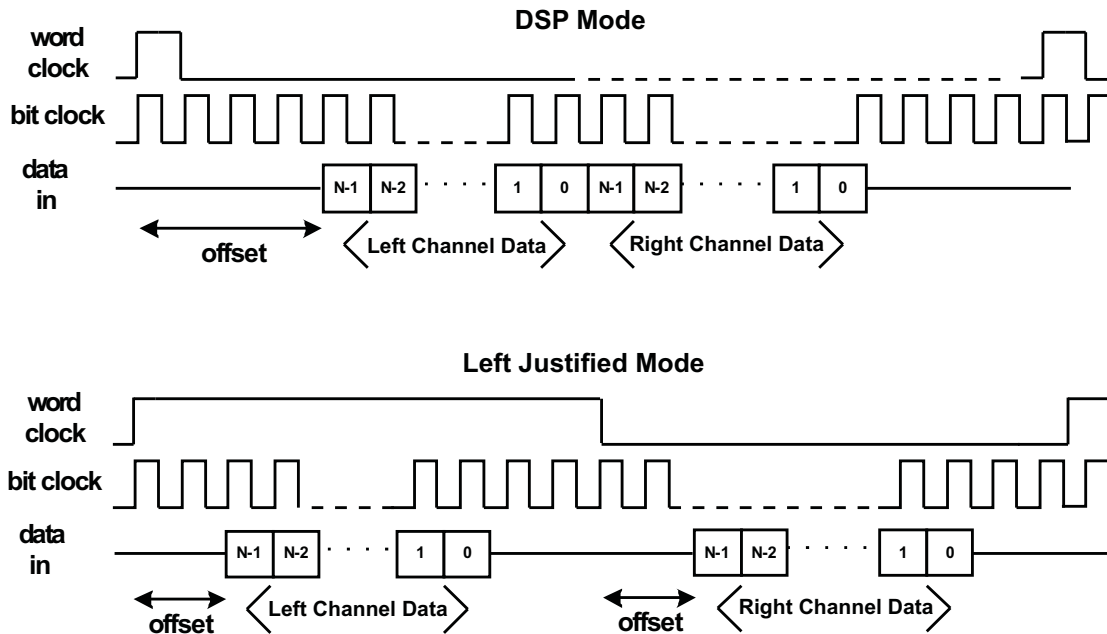 DSP Mode
word
clock
bit clock
data
in
N-1 N-2 . . . . . 1 0 N-1 N-2 . . . . . 1 0
offset
Left Channel Data
Right Channel Data
Left Justified Mode
word
clock
bit clock
data
in
N-1 N-2 . . . . . 1 0 N-1 N-2 . . . . . 1 0
offset
Left Channel Data
offset
Right Channel Data